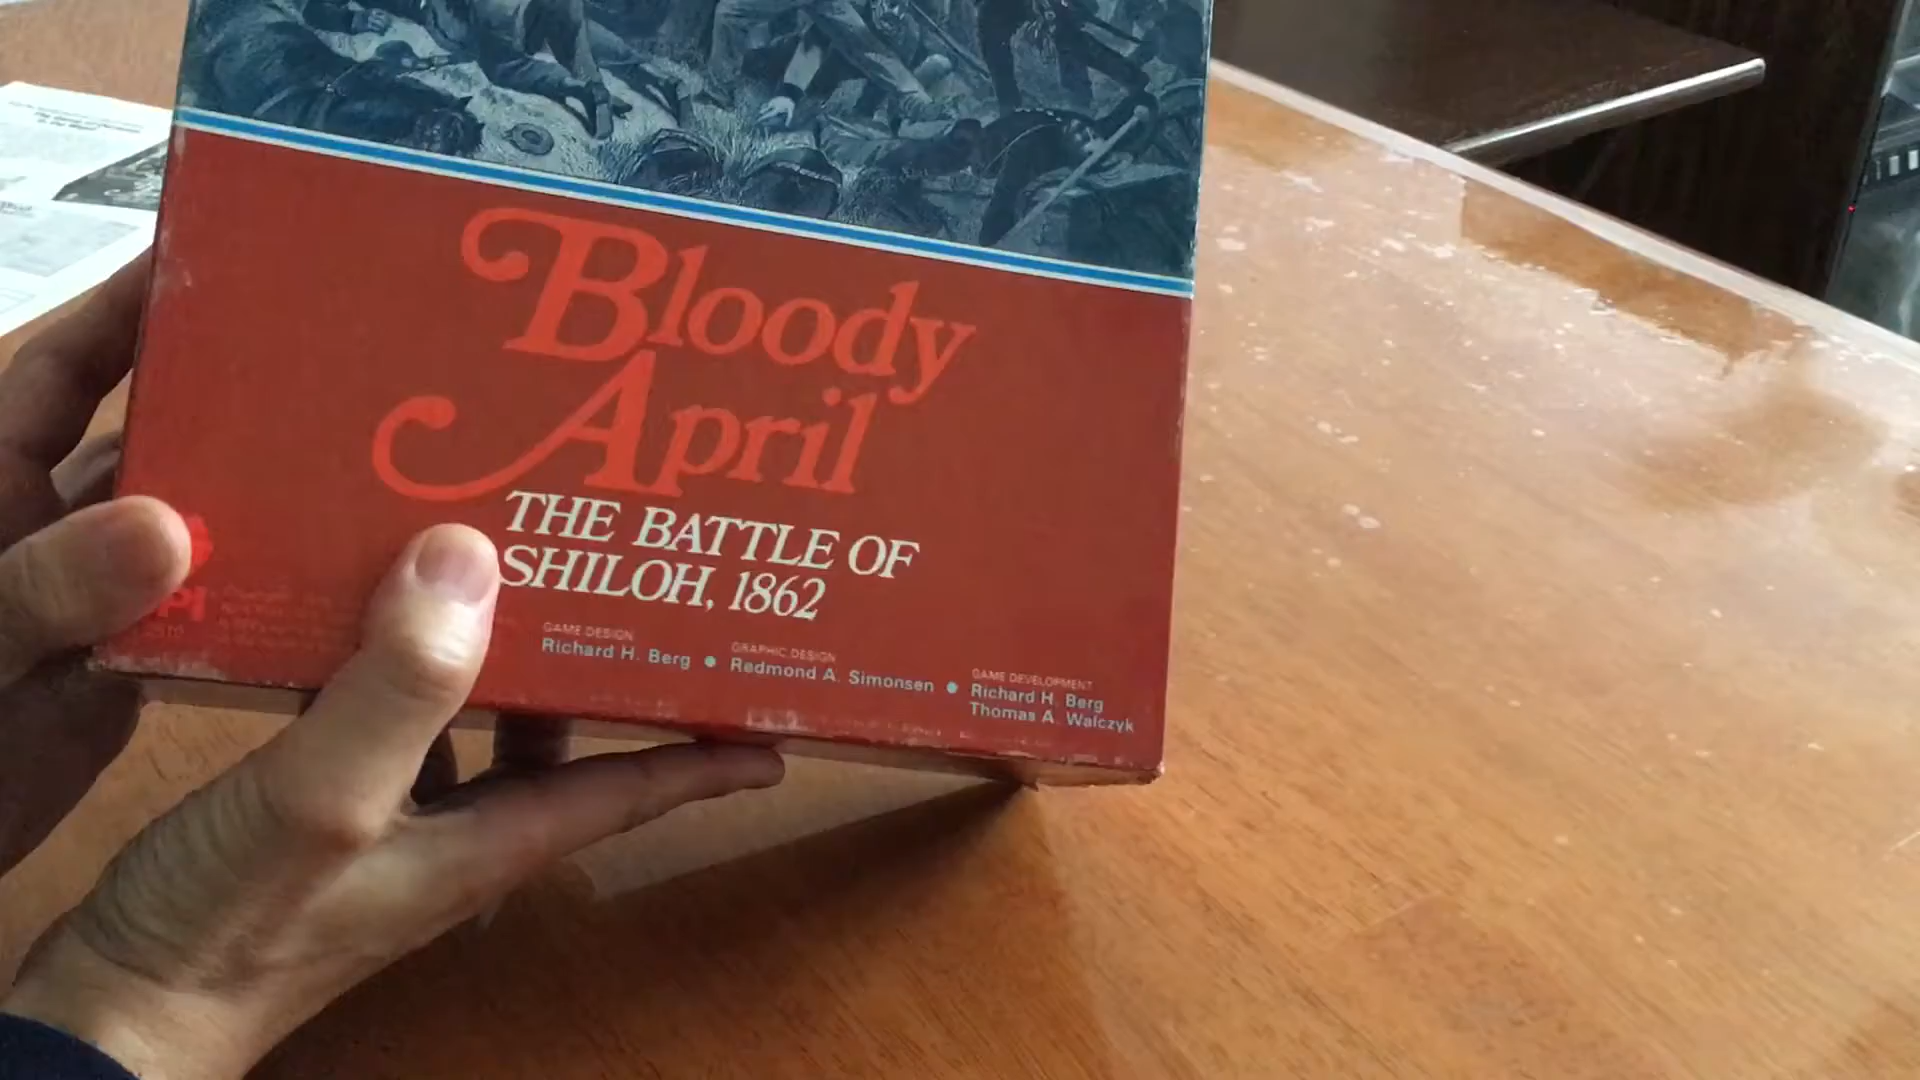 Bloody
April
THE BATTLE OF
SHILOH, 1862
GAME DESIGN
Richard H. Berg
GRAPHIC DESIGN
Redmond A. Simonsen
GAME DEVELOPMENT
Richard H. Berg
Thomas A. Walczyk